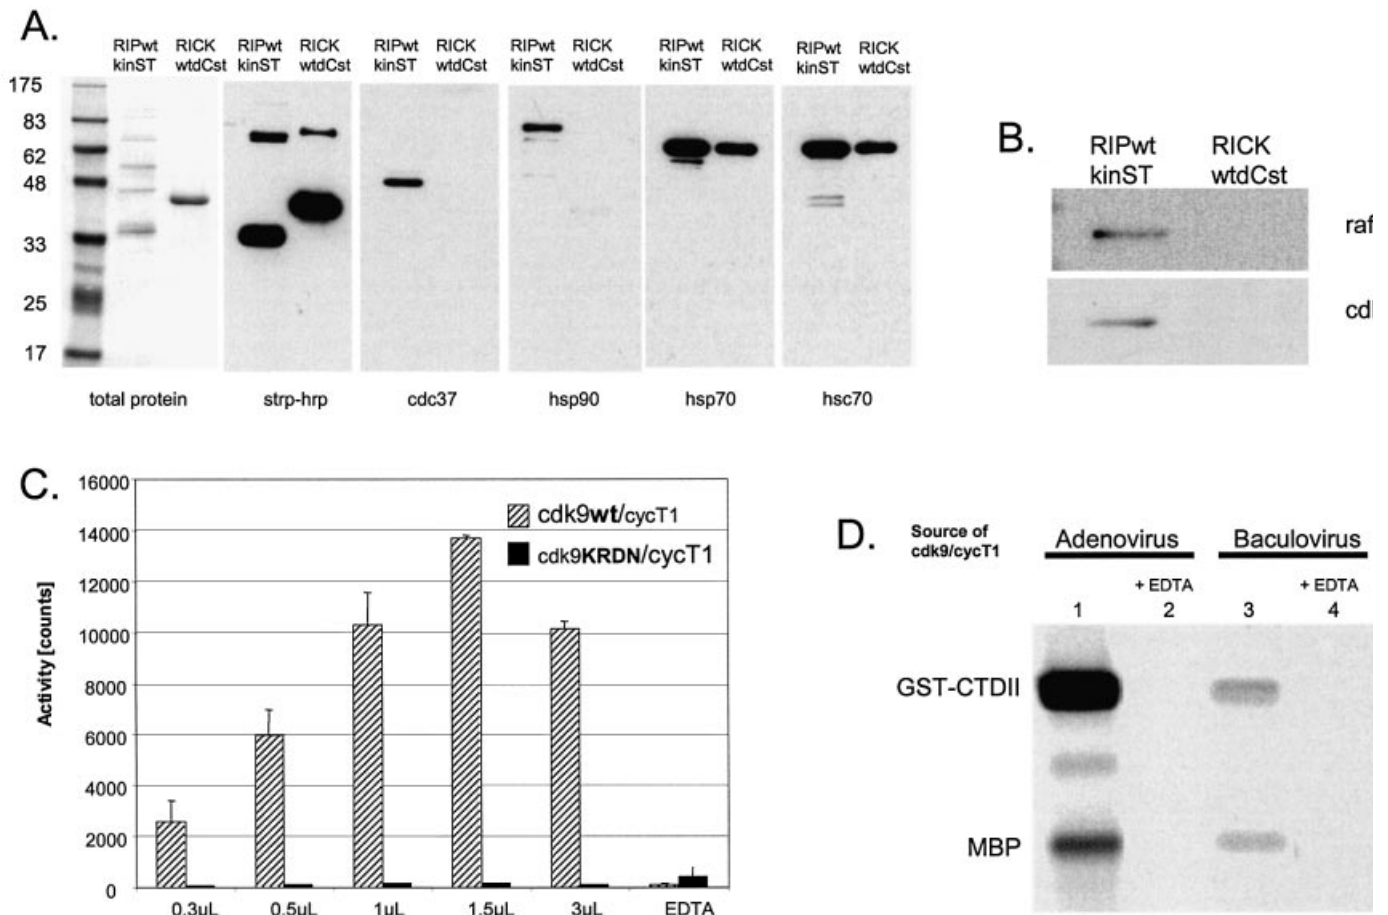 A.
RIPwt RICK RIPwt RICK RIPwt RICK RIPwt RICK RIPwt RICK RIPwt RICK
kinST wtdCst kinST wtdCst kinST wtdCst kinST wtdCst kinST wtdCst kinST wtdCst
175
83
62
48
33
25
17
total protein strp-hrp cdc37 hsp90 hsp70 hsc70
B.
RIPwt RICK
kinST wtdCst
raf
C.
16000
14000
12000
10000
8000
6000
4000
2000
0
Activity [counts]
cdk9wt/cycT1
cdk9KRDN/cycT1
0.3uL 0.5uL 1uL 1.5uL 3uL EDTA
D.
Source of
cdk9/cycT1
Adenovirus Baculovirus
+ EDTA + EDTA
1 2 3 4
GST-CTDII
MBP